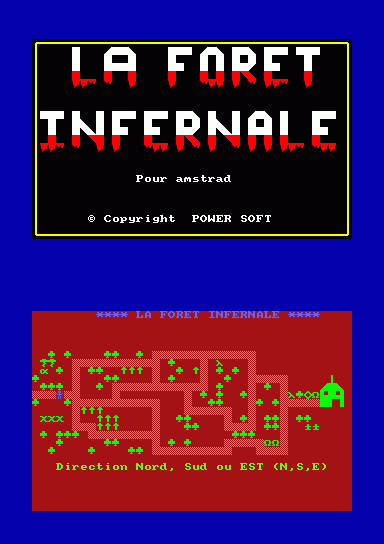 LA FORET
INFERNALE
Pour amstrad
© Copyright POWER SOFT
**** LA FORET INFERNALE ****
Direction Nord, Sud ou EST (N,S,E)